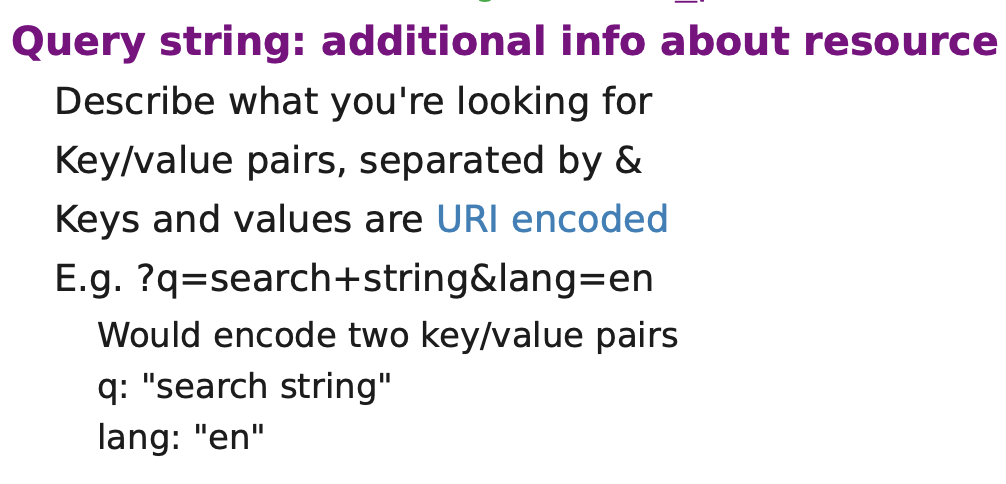 Query string: additional info about resource
Describe what you're looking for
Key/value pairs, separated by &
Keys and values are URI encoded
E.g. ?q=search+string&lang=en
Would encode two key/value pairs
q: "search string"
lang: "en"